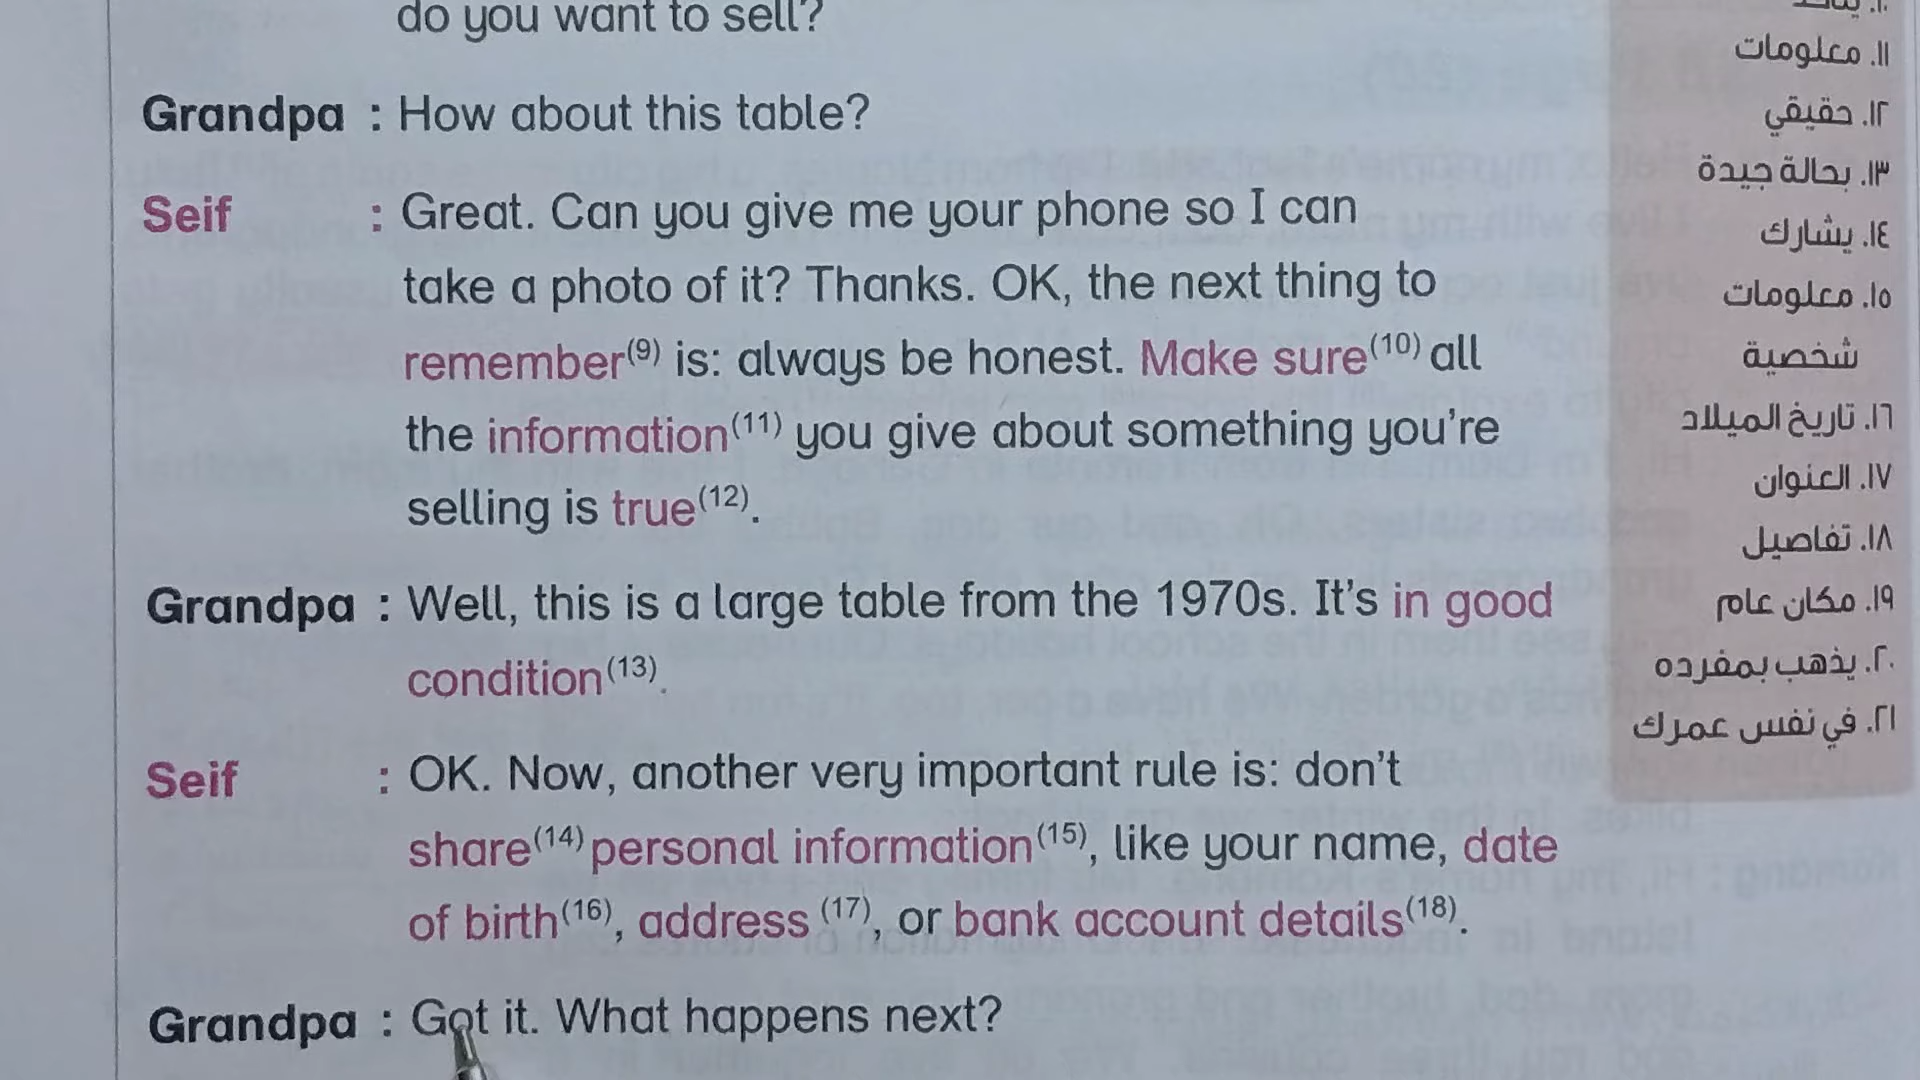 do you want to sell?
Grandpa : How about this table?
Seif : Great. Can you give me your phone so I can
take a photo of it? Thanks. OK, the next thing to
remember(9) is: always be honest. Make sure(10) all
the information(11) you give about something you're
selling is true(12).
Grandpa : Well, this is a large table from the 1970s. It's in good
condition(13).
Seif : OK. Now, another very important rule is: don't
share(14) personal information(15), like your name, date
of birth(16), address (17), or bank account details(18).
Grandpa : Got it. What happens next?
١١. معلومات
١٢. حقيقي
١٣. بحالة جيدة
١٤. يشارك
١٥. معلومات
شخصية
١٦. تاريخ الميلاد
١٧. العنوان
١٨. تفاصيل
١٩. مكان عام
٢٠. يذهب بمفرده
٢١. في نفس عمرك